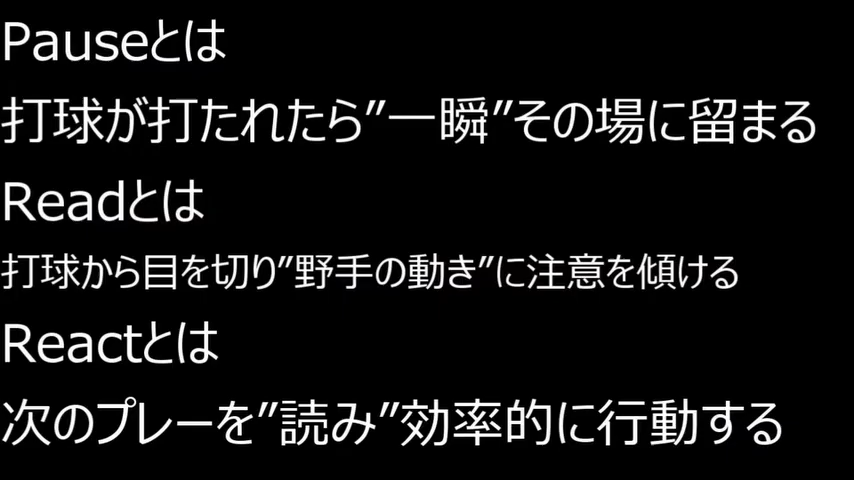 Pauseとは
打球が打たれたら”一瞬”その場に留まる
Readとは
打球から目を切り”野手の動き”に注意を傾ける
Reactとは
次のプレーを”読み”効率的に行動する